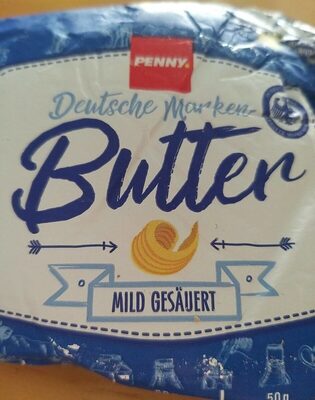 PENNY.
Deutsche Marken-
Butter
MILD GESÄUERT
50g